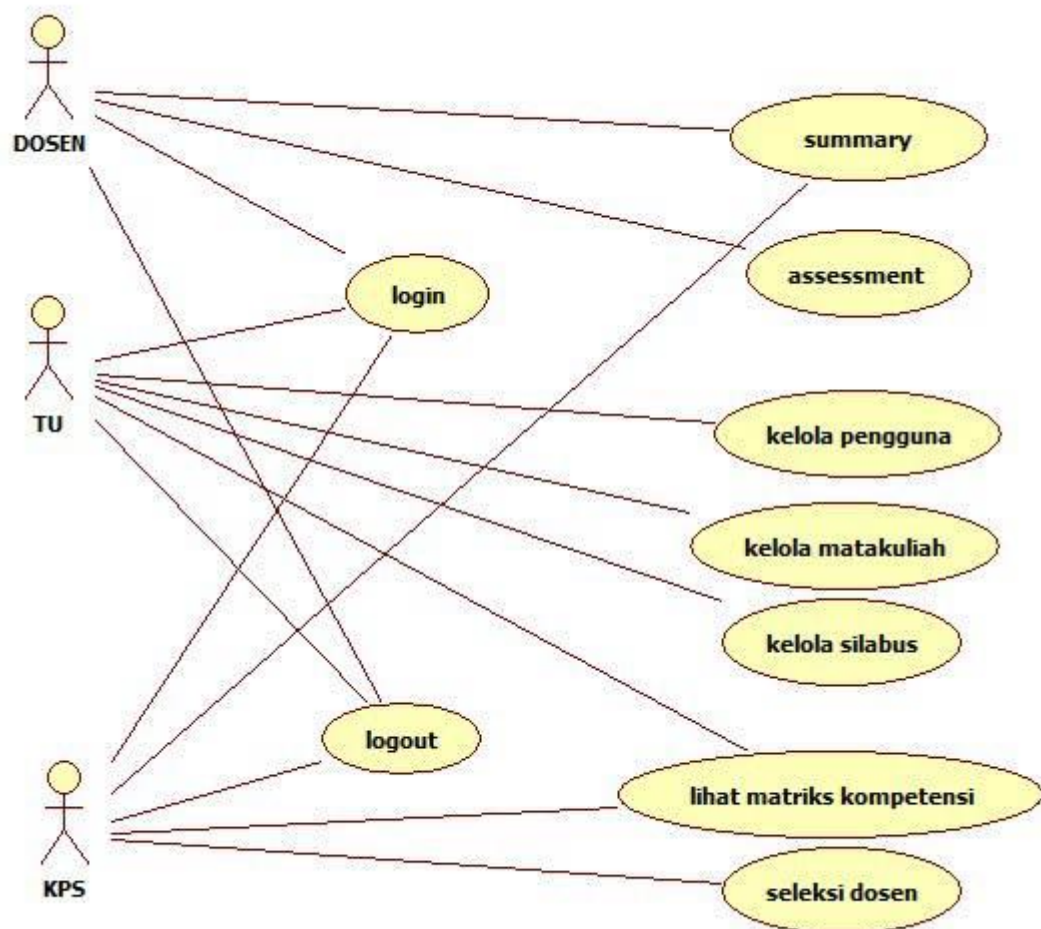 DOSEN
summary
assessment
login
TU
kelola pengguna
kelola matakuliah
kelola silabus
logout
lihat matriks kompetensi
KPS
seleksi dosen